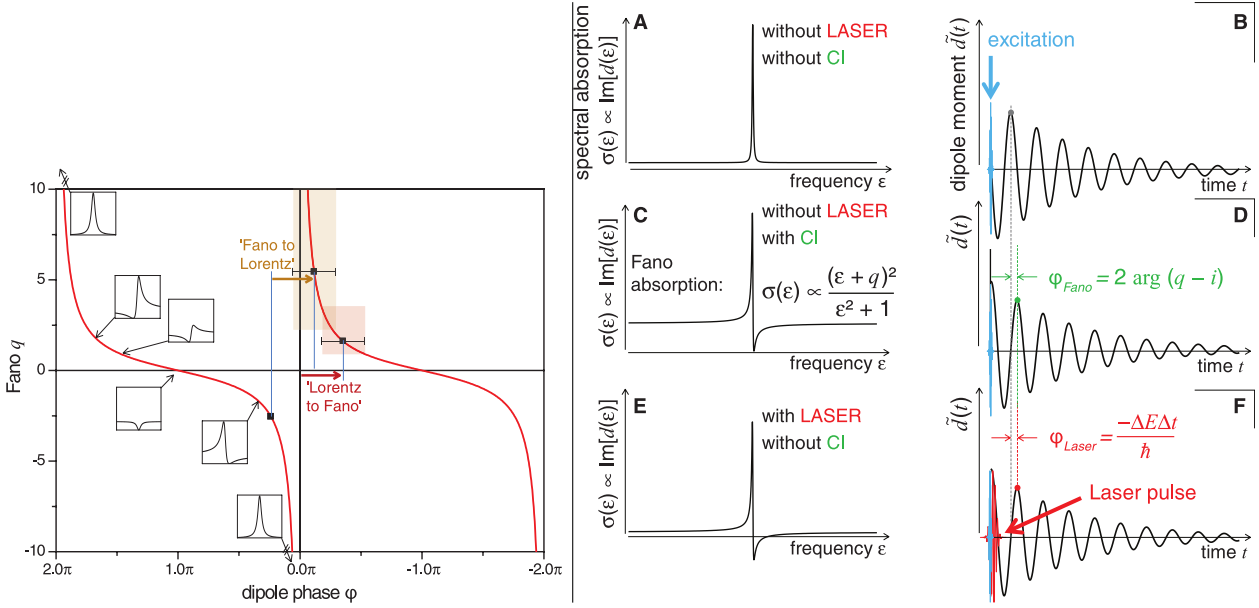 10
5
0
-5
-10
Fano q
2.0π
1.0π
0.0π
-1.0π
-2.0π
dipole phase φ
'Fano to
Lorentz'
'Lorentz
to Fano'
spectral absorption
A
σ(ε) ∝ Im[d(ε)]
without LASER
without CI
frequency ε
B
dipole moment d̃(t)
excitation
time t
C
σ(ε) ∝ Im[d(ε)]
without LASER
with CI
Fano
absorption:
σ(ε) ∝ (ε + q)² / ε² + 1
frequency ε
D
d̃(t)
φFano = 2 arg (q − i)
time t
E
σ(ε) ∝ Im[d(ε)]
with LASER
without CI
frequency ε
F
d̃(t)
φLaser = −ΔEΔt / ħ
Laser pulse
time t